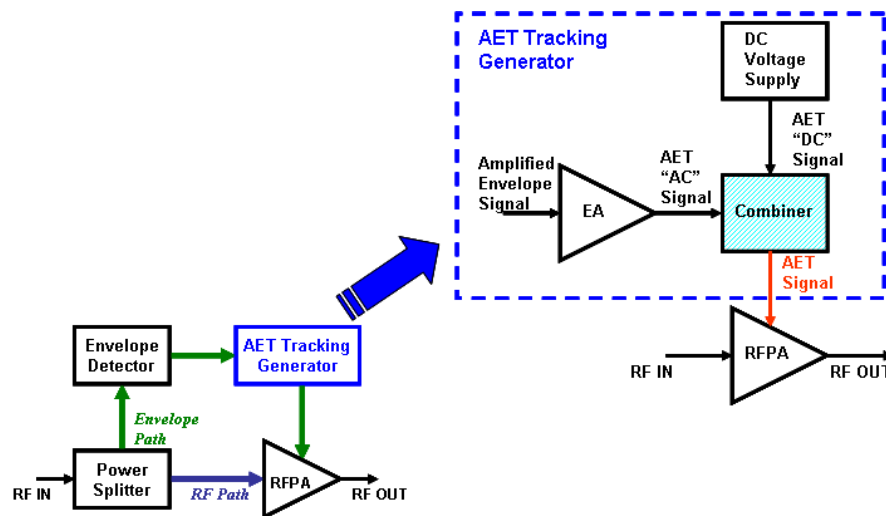 AET Tracking
Generator
DC
Voltage
Supply
AET
"DC"
Signal
Amplified
Envelope
Signal
EA
AET
"AC"
Signal
Combiner
AET
Signal
RF IN
RFPA
RF OUT
Envelope
Detector
AET Tracking
Generator
Envelope
Path
RF IN
Power
Splitter
RF Path
RFPA
RF OUT